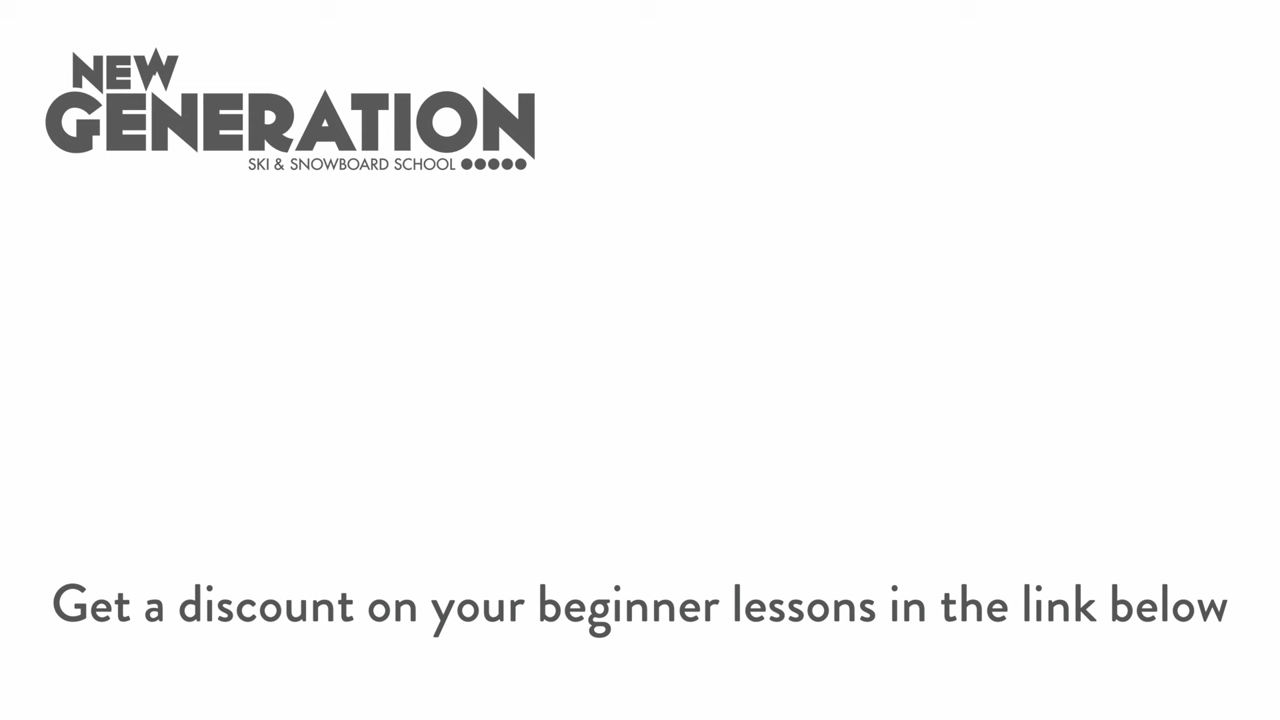 NEW
GENERATION
SKI & SNOWBOARD SCHOOL
Get a discount on your beginner lessons in the link below